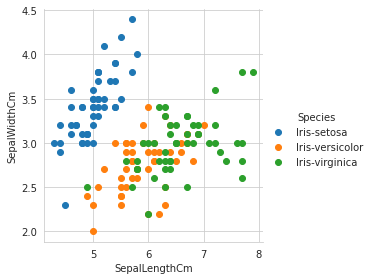 4.5
4.0
3.5
3.0
2.5
2.0
SepalWidthCm
5
6
7
8
SepalLengthCm
Species
Iris-setosa
Iris-versicolor
Iris-virginica